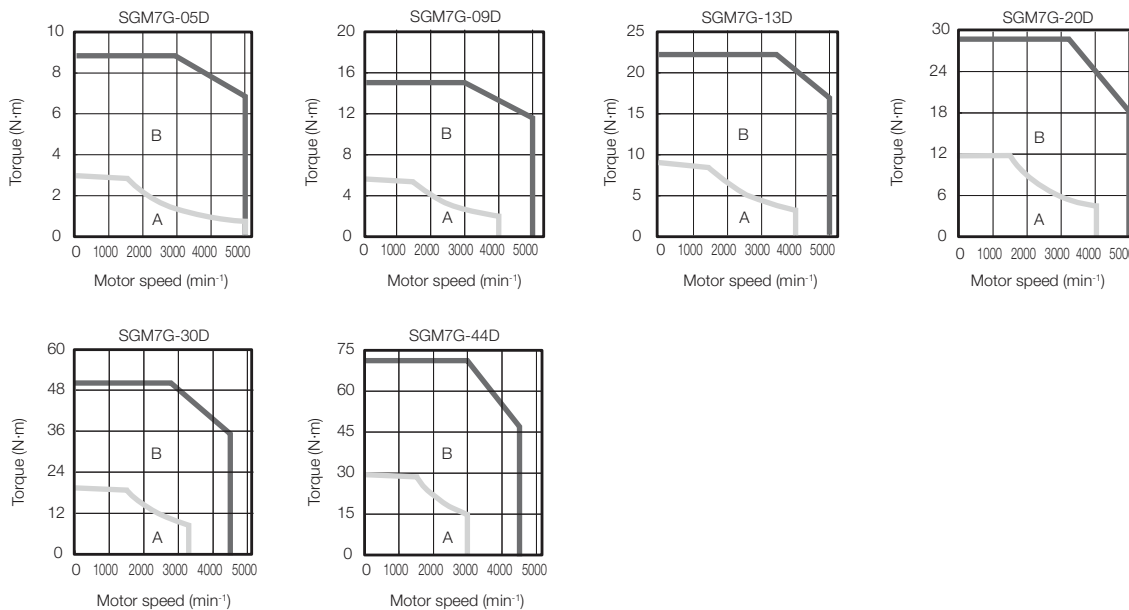 SGM7G-05D
10
8
6
4
2
0
Torque (N·m)
B
A
0 1000 2000 3000 4000 5000
Motor speed (min-1)
SGM7G-09D
20
16
12
8
4
0
Torque (N·m)
B
A
0 1000 2000 3000 4000 5000
Motor speed (min-1)
SGM7G-13D
25
20
15
10
5
0
Torque (N·m)
B
A
0 1000 2000 3000 4000 5000
Motor speed (min-1)
SGM7G-20D
30
24
18
12
6
0
Torque (N·m)
B
A
0 1000 2000 3000 4000 5000
Motor speed (min-1)
SGM7G-30D
60
48
36
24
12
0
Torque (N·m)
B
A
0 1000 2000 3000 4000 5000
Motor speed (min-1)
SGM7G-44D
75
60
45
30
15
0
Torque (N·m)
B
A
0 1000 2000 3000 4000 5000
Motor speed (min-1)